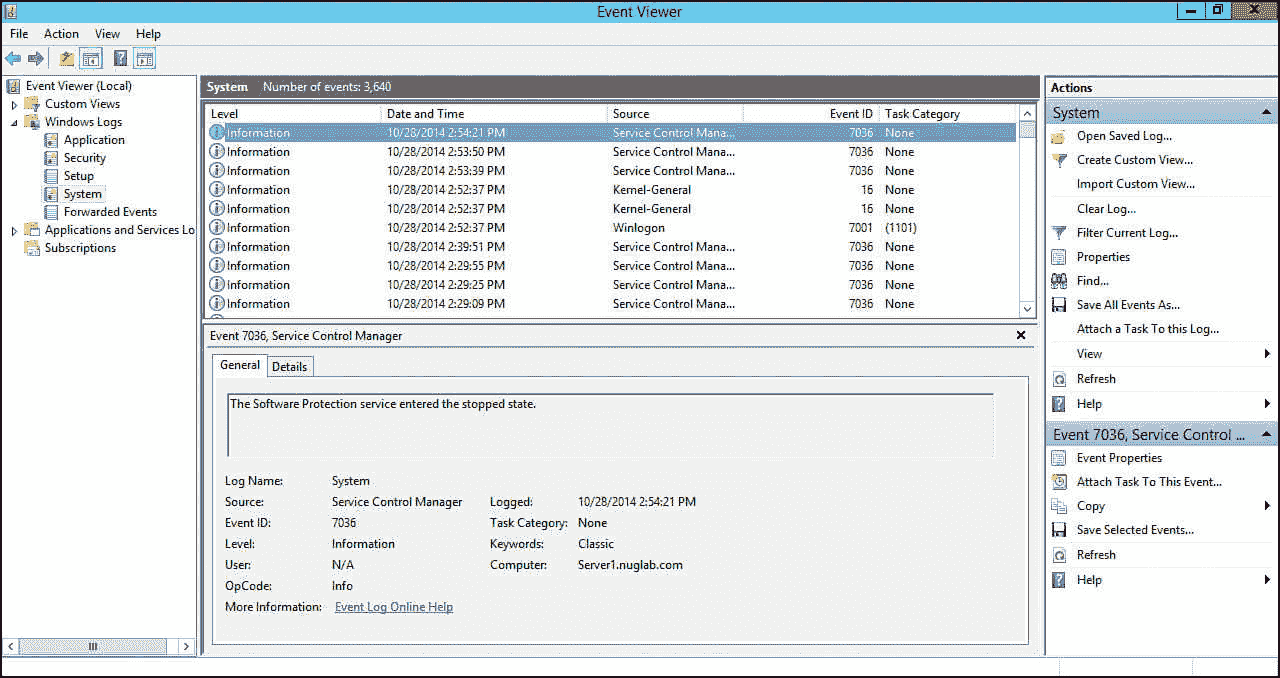 Event Viewer
File Action View Help
Event Viewer (Local)
Custom Views
Windows Logs
Application
Security
Setup
System
Forwarded Events
Applications and Services Lo
Subscriptions
System Number of events: 3,640
Level Date and Time Source Event ID Task Category
Information 10/28/2014 2:54:21 PM Service Control Mana... 7036 None
Information 10/28/2014 2:53:50 PM Service Control Mana... 7036 None
Information 10/28/2014 2:53:39 PM Service Control Mana... 7036 None
Information 10/28/2014 2:52:37 PM Kernel-General 16 None
Information 10/28/2014 2:52:37 PM Kernel-General 16 None
Information 10/28/2014 2:52:37 PM Winlogon 7001 (1101)
Information 10/28/2014 2:39:51 PM Service Control Mana... 7036 None
Information 10/28/2014 2:29:55 PM Service Control Mana... 7036 None
Information 10/28/2014 2:29:25 PM Service Control Mana... 7036 None
Information 10/28/2014 2:29:09 PM Service Control Mana... 7036 None
Event 7036, Service Control Manager
General Details
The Software Protection service entered the stopped state.
Log Name: System
Source: Service Control Manager Logged: 10/28/2014 2:54:21 PM
Event ID: 7036 Task Category: None
Level: Information Keywords: Classic
User: N/A Computer: Server1.nuglab.com
OpCode: Info
More Information: Event Log Online Help
Actions
System
Open Saved Log...
Create Custom View...
Import Custom View...
Clear Log...
Filter Current Log...
Properties
Find...
Save All Events As...
Attach a Task To this Log...
View
Refresh
Help
Event 7036, Service Control ...
Event Properties
Attach Task To This Event...
Copy
Save Selected Events...
Refresh
Help